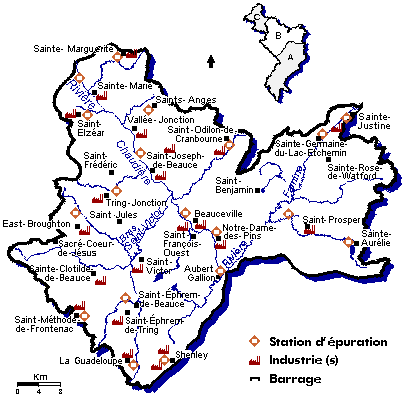 C
B
A
Sainte- Marguerite
Sainte- Marie
Rivière
Saints- Anges
Vallée-Jonction
Saint-
Elzéar
Saint-Odilon-de-
Cranbourne
Sainte-
Justine
Sainte-Germaine-
du-Lac-Etchemin
Chaudière
Saint-Joseph-
de-Beauce
Saint-
Frédéric
Sainte-Rose-
de-Watford
Saint-
Benjamin
Famine
Tring-Jonction
East-Broughton
Saint-Jules
Beauceville
Saint-Prosper
Sacré-Coeur-
de-Jésus
Saint-
François-
Ouest
Notre-Dame-
des-Pins
Sainte-
Aurélie
Saint-
Victor
Aubert
Gallion
Rivière
Sainte-Clotilde-
de-Beauce
Saint-Ephrem-
de-Beauce
Saint-Méthode-
de-Frontenac
Saint-Éphrem-
de-Tring
La Guadeloupe
Shenley
Station d'épuration
Industrie (s)
Barrage
Km
0 4 8